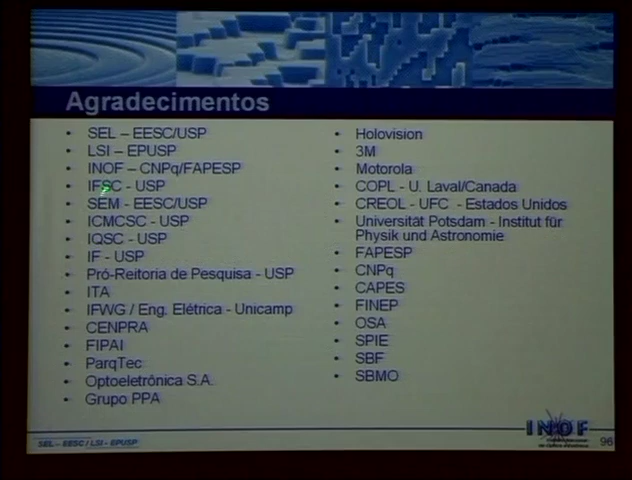 Agradecimentos
SEL – EESC/USP
LSI – EPUSP
INOF – CNPq/FAPESP
IFSC - USP
SEM - EESC/USP
ICMCSC - USP
IQSC - USP
IF - USP
Pró-Reitoria de Pesquisa - USP
ITA
IFWG / Eng. Elétrica - Unicamp
CENPRA
FIPAI
ParqTec
Optoeletrônica S.A.
Grupo PPA
Holovision
3M
Motorola
COPL - U. Laval/Canada
CREOL - UFC - Estados Unidos
Universität Potsdam - Institut für
Physik und Astronomie
FAPESP
CNPq
CAPES
FINEP
OSA
SPIE
SBF
SBMO
SEL – EESC / LSI - EPUSP
INOF
96